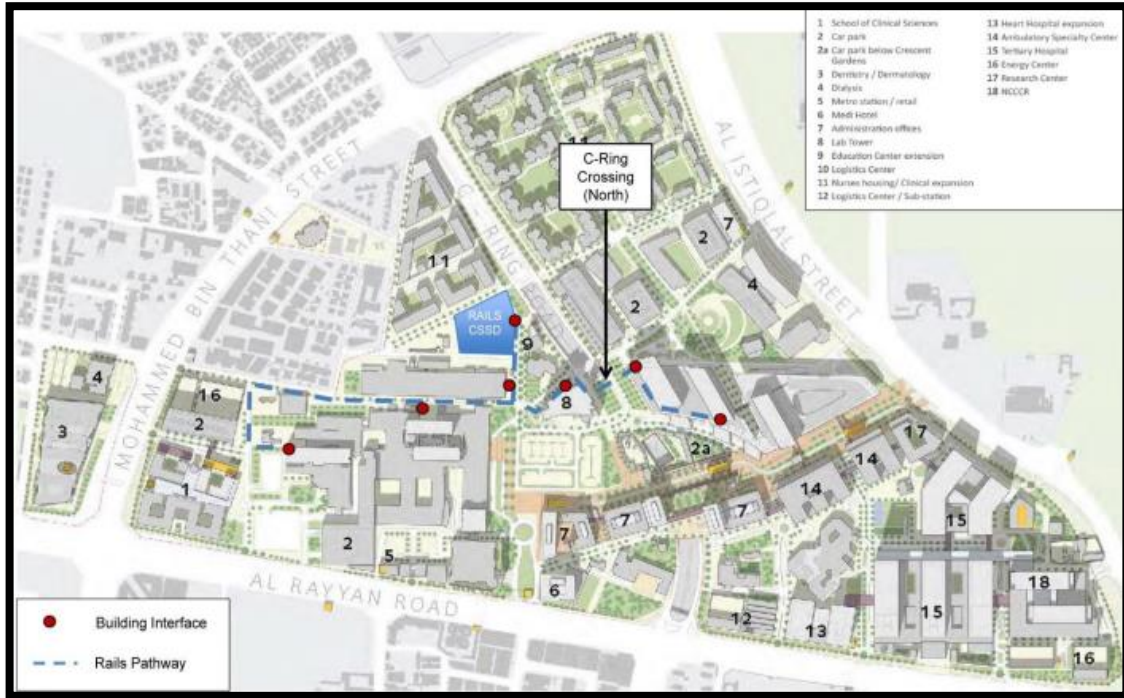 1 School of Clinical Sciences
2 Car park
2a Car park below Crescent
Gardens
3 Dentistry / Dermatology
4 Dialysis
5 Metro station / retail
6 Medi Hotel
7 Administration offices
8 Lab Tower
9 Education Center extension
10 Logistics Center
11 Nurses housing/ Clinical expansion
12 Logistics Center / Sub-station
13 Heart Hospital expansion
14 Ambulatory Specialty Center
15 Tertiary Hospital
16 Energy Center
17 Research Center
18 NCCCR
11
C-Ring
Crossing
(North)
MOHAMMED BIN THANI STREET
C - RING ROAD
AL ISTIQLAL STREET
11
2
7
4
2
RAILS
CSSD
9
8
4
16
2
3
1
2a
17
14
14
7
7
7
15
2
5
6
AL RAYYAN ROAD
12
13
15
18
16
Building Interface
Rails Pathway